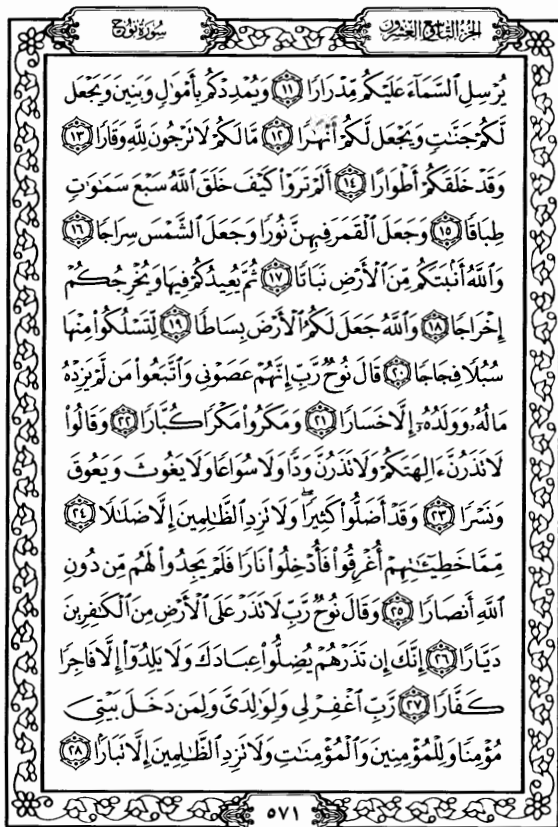 الجزء التاسع والعشرون
سورة نوح
يُرْسِلِ ٱلسَّمَآءَ عَلَيْكُم مِّدْرَارًا ١١ وَيُمْدِدْكُم بِأَمْوَٰلٍ وَبَنِينَ وَيَجْعَل
لَّكُمْ جَنَّٰتٍ وَيَجْعَل لَّكُمْ أَنْهَٰرًا ١٢ مَّا لَكُمْ لَا تَرْجُونَ لِلَّهِ وَقَارًا ١٣
وَقَدْ خَلَقَكُمْ أَطْوَارًا ١٤ أَلَمْ تَرَوْا۟ كَيْفَ خَلَقَ ٱللَّهُ سَبْعَ سَمَٰوَٰتٍ
طِبَاقًا ١٥ وَجَعَلَ ٱلْقَمَرَ فِيهِنَّ نُورًا وَجَعَلَ ٱلشَّمْسَ سِرَاجًا ١٦
وَٱللَّهُ أَنۢبَتَكُم مِّنَ ٱلْأَرْضِ نَبَاتًا ١٧ ثُمَّ يُعِيدُكُمْ فِيهَا وَيُخْرِجُكُمْ
إِخْرَاجًا ١٨ وَٱللَّهُ جَعَلَ لَكُمُ ٱلْأَرْضَ بِسَاطًا ١٩ لِّتَسْلُكُوا۟ مِنْهَا
سُبُلًا فِجَاجًا ٢٠ قَالَ نُوحٌ رَّبِّ إِنَّهُمْ عَصَوْنِى وَٱتَّبَعُوا۟ مَن لَّمْ يَزِدْهُ
مَالُهُۥ وَوَلَدُهُۥٓ إِلَّا خَسَارًا ٢١ وَمَكَرُوا۟ مَكْرًا كُبَّارًا ٢٢ وَقَالُوا۟
لَا تَذَرُنَّ ءَالِهَتَكُمْ وَلَا تَذَرُنَّ وَدًّا وَلَا سُوَاعًا وَلَا يَغُوثَ وَيَعُوقَ
وَنَسْرًا ٢٣ وَقَدْ أَضَلُّوا۟ كَثِيرًا ۖ وَلَا تَزِدِ ٱلظَّٰلِمِينَ إِلَّا ضَلَٰلًا ٢٤
مِّمَّا خَطِيٓـَٰٔتِهِمْ أُغْرِقُوا۟ فَأُدْخِلُوا۟ نَارًا فَلَمْ يَجِدُوا۟ لَهُم مِّن دُونِ
ٱللَّهِ أَنصَارًا ٢٥ وَقَالَ نُوحٌ رَّبِّ لَا تَذَرْ عَلَى ٱلْأَرْضِ مِنَ ٱلْكَٰفِرِينَ
دَيَّارًا ٢٦ إِنَّكَ إِن تَذَرْهُمْ يُضِلُّوا۟ عِبَادَكَ وَلَا يَلِدُوٓا۟ إِلَّا فَاجِرًا
كَفَّارًا ٢٧ رَّبِّ ٱغْفِرْ لِى وَلِوَٰلِدَىَّ وَلِمَن دَخَلَ بَيْتِىَ
مُؤْمِنًا وَلِلْمُؤْمِنِينَ وَٱلْمُؤْمِنَٰتِ وَلَا تَزِدِ ٱلظَّٰلِمِينَ إِلَّا تَبَارًۢا ٢٨
٥٧١